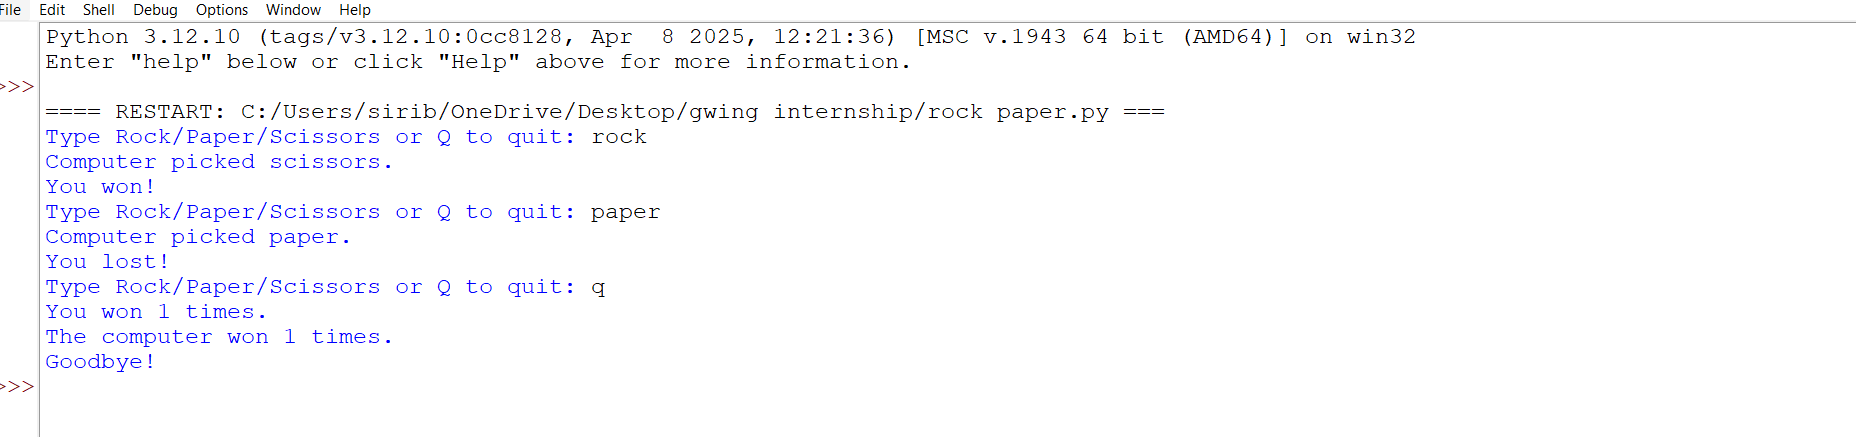 File Edit Shell Debug Options Window Help
Python 3.12.10 (tags/v3.12.10:0cc8128, Apr  8 2025, 12:21:36) [MSC v.1943 64 bit (AMD64)] on win32
Enter "help" below or click "Help" above for more information.
>>>
==== RESTART: C:/Users/sirib/OneDrive/Desktop/gwing internship/rock paper.py ===
Type Rock/Paper/Scissors or Q to quit: rock
Computer picked scissors.
You won!
Type Rock/Paper/Scissors or Q to quit: paper
Computer picked paper.
You lost!
Type Rock/Paper/Scissors or Q to quit: q
You won 1 times.
The computer won 1 times.
Goodbye!
>>>